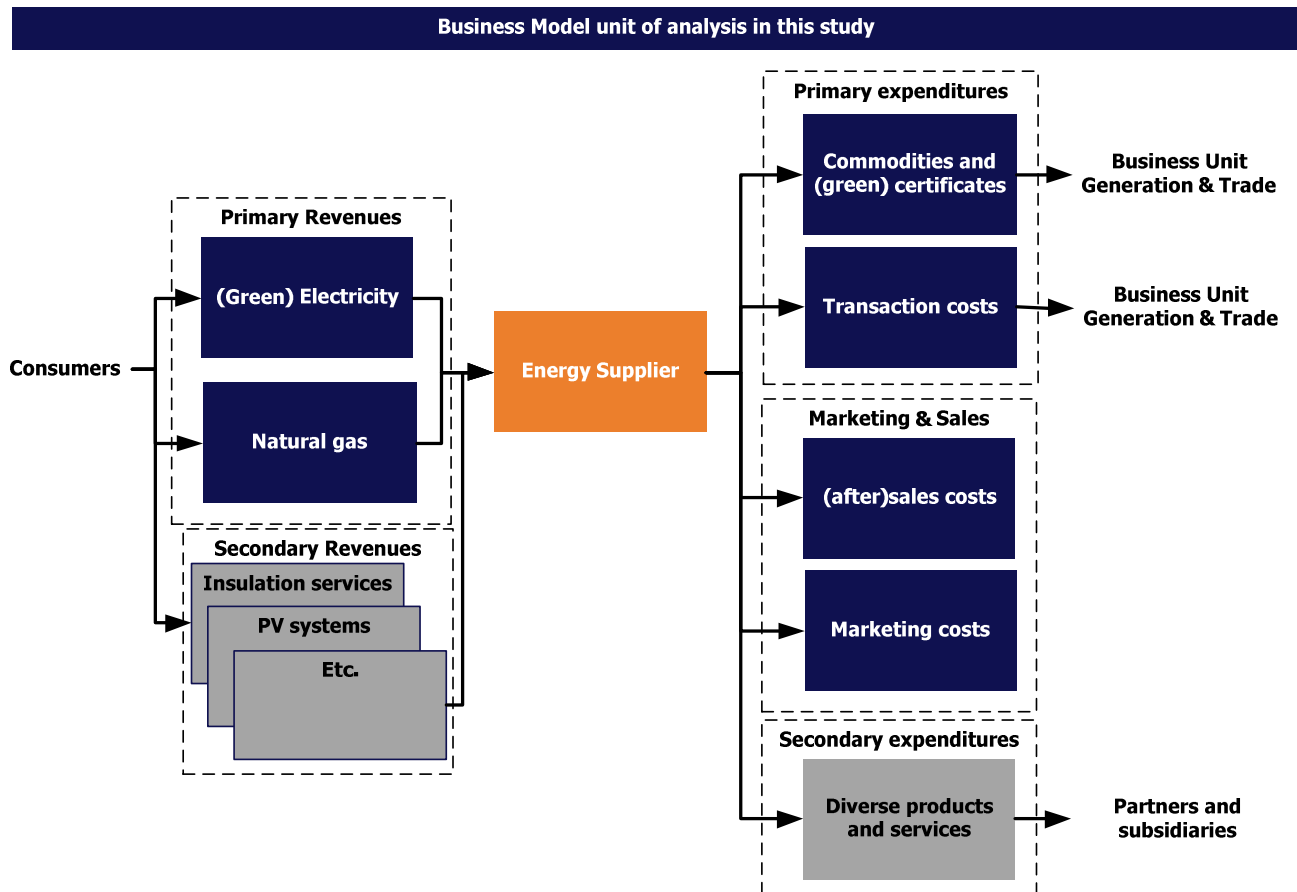 Business Model unit of analysis in this study
Consumers
Primary Revenues
(Green) Electricity
Natural gas
Secondary Revenues
Insulation services
PV systems
Etc.
Energy Supplier
Primary expenditures
Commodities and
(green) certificates
Business Unit
Generation & Trade
Transaction costs
Business Unit
Generation & Trade
Marketing & Sales
(after)sales costs
Marketing costs
Secondary expenditures
Diverse products
and services
Partners and
subsidiaries